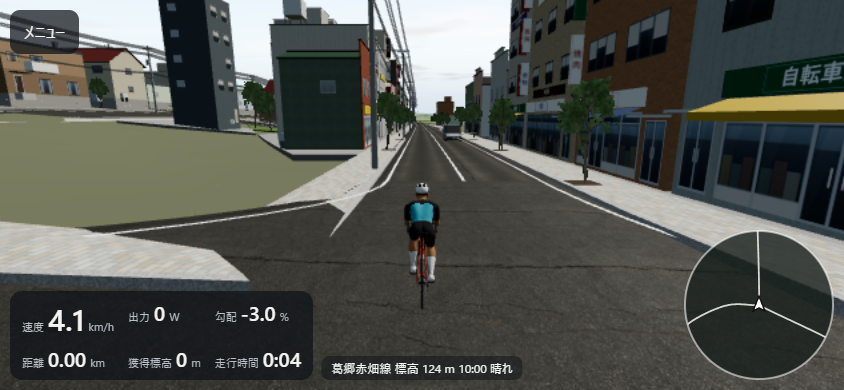 メニュー
自転車
速度 4.1 km/h 出力 0 W 勾配 -3.0 %
距離 0.00 km 獲得標高 0 m 走行時間 0:04
葛郷赤畑線 標高 124 m 10:00 晴れ